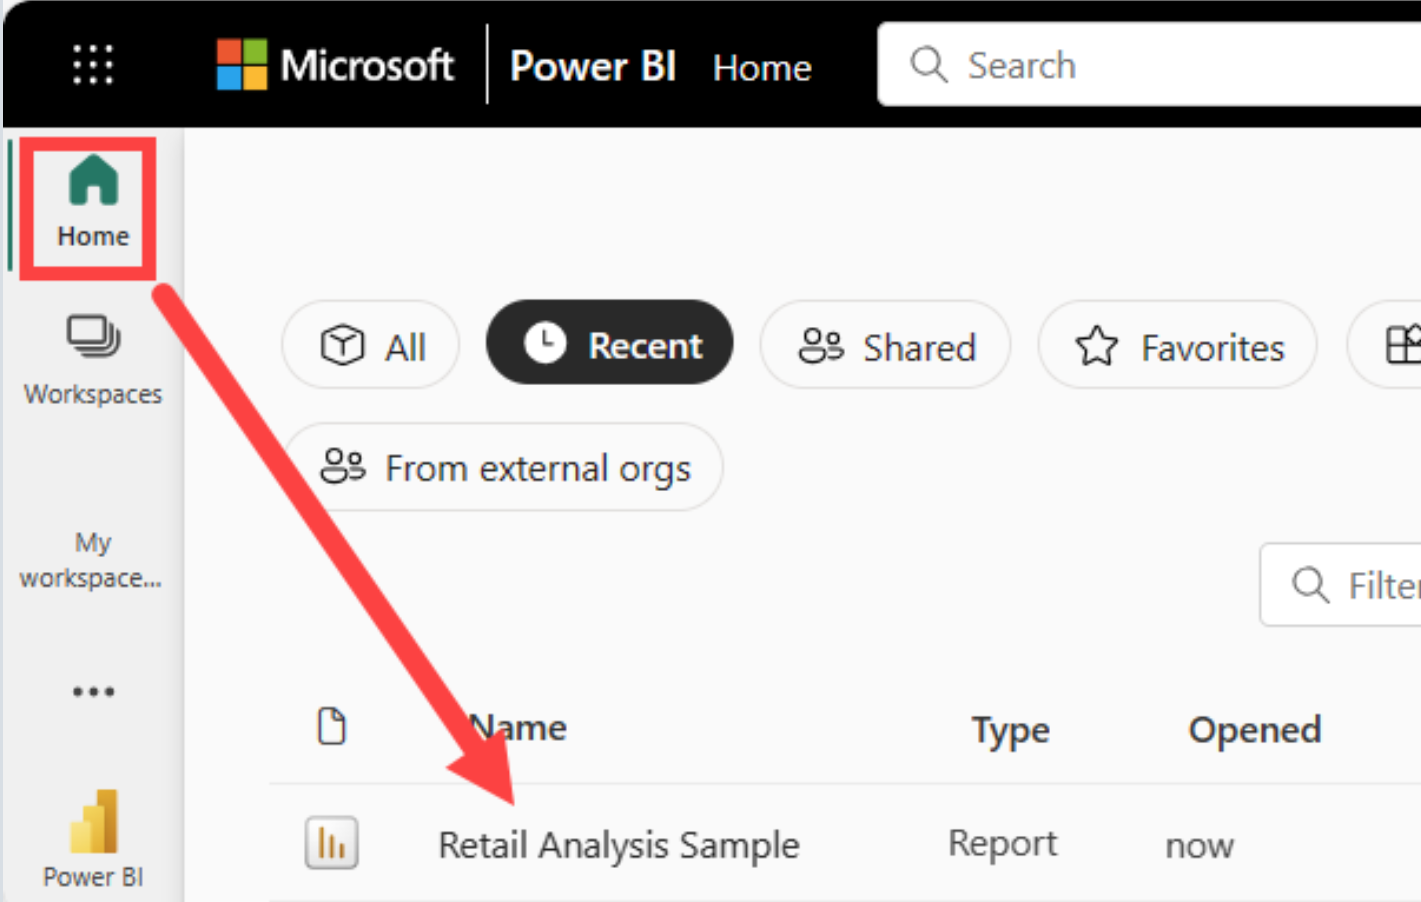 Microsoft Power BI Home Search
Home
Workspaces
My
workspace...
Power BI
All Recent Shared Favorites
From external orgs
Filter
Name Type Opened
Retail Analysis Sample Report now